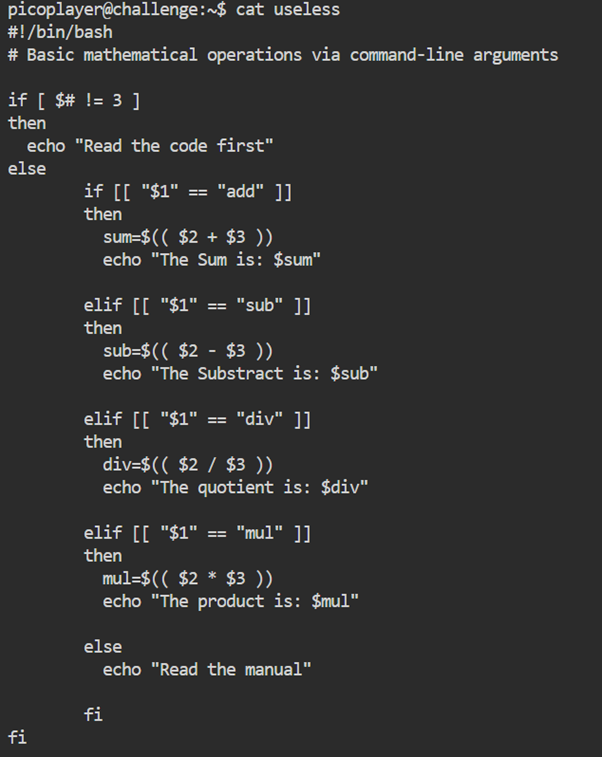 picoplayer@challenge:~$ cat useless
#!/bin/bash
# Basic mathematical operations via command-line arguments
if [ $# != 3 ]
then
  echo "Read the code first"
else
        if [[ "$1" == "add" ]]
        then
          sum=$(( $2 + $3 ))
          echo "The Sum is: $sum"
        elif [[ "$1" == "sub" ]]
        then
          sub=$(( $2 - $3 ))
          echo "The Substract is: $sub"
        elif [[ "$1" == "div" ]]
        then
          div=$(( $2 / $3 ))
          echo "The quotient is: $div"
        elif [[ "$1" == "mul" ]]
        then
          mul=$(( $2 * $3 ))
          echo "The product is: $mul"
        else
          echo "Read the manual"
        fi
fi